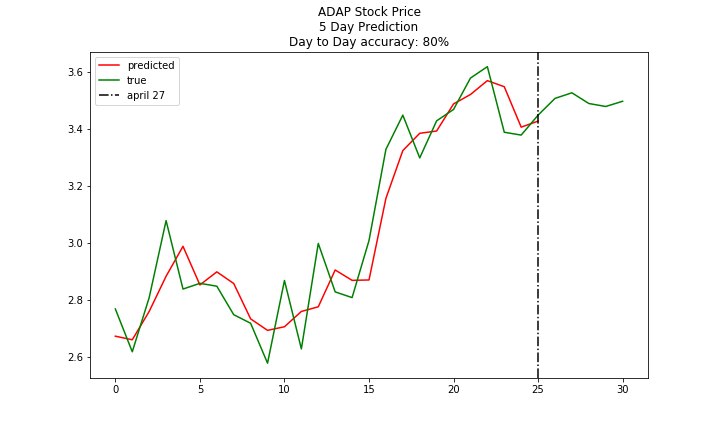 ADAP Stock Price
5 Day Prediction
Day to Day accuracy: 80%
predicted
true
april 27
3.6
3.4
3.2
3.0
2.8
2.6
0 5 10 15 20 25 30